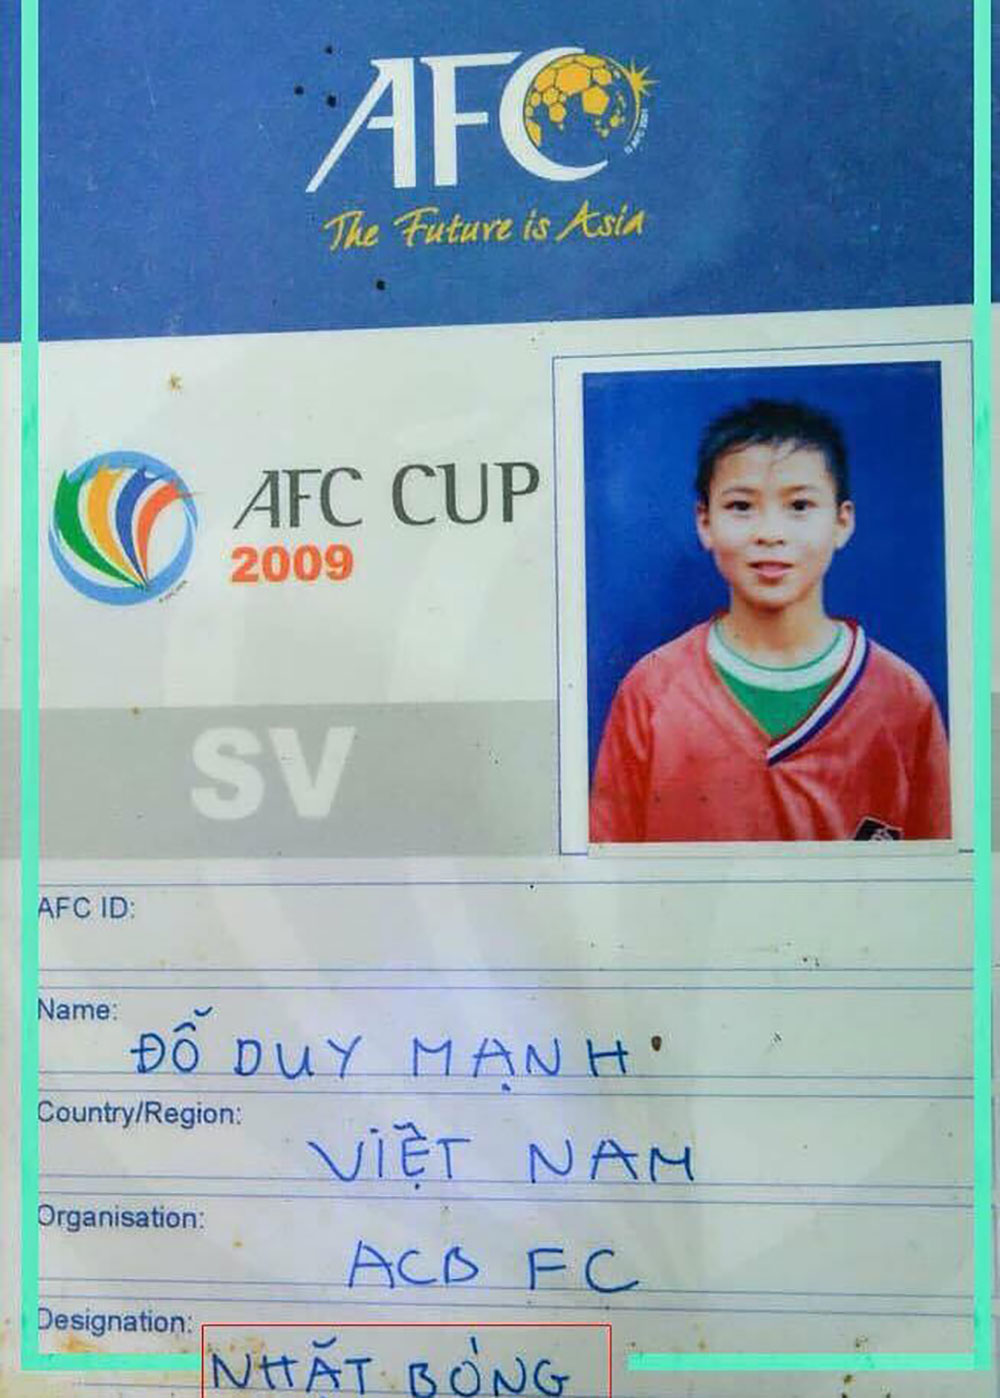 AFC
The Future is Asia
AFC CUP
2009
SV
AFC ID:
Name:
ĐỖ DUY MẠNH
Country/Region:
VIỆT NAM
Organisation:
ACB FC
Designation:
NHẶT BÓNG